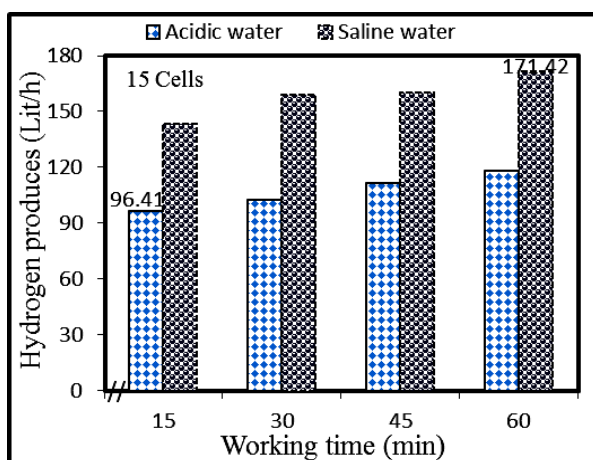 Acidic water Saline water
180
171.42
15 Cells
150
120
96.41
90
60
30
0
15 30 45 60
Working time (min)
Hydrogen produces (Lit/h)